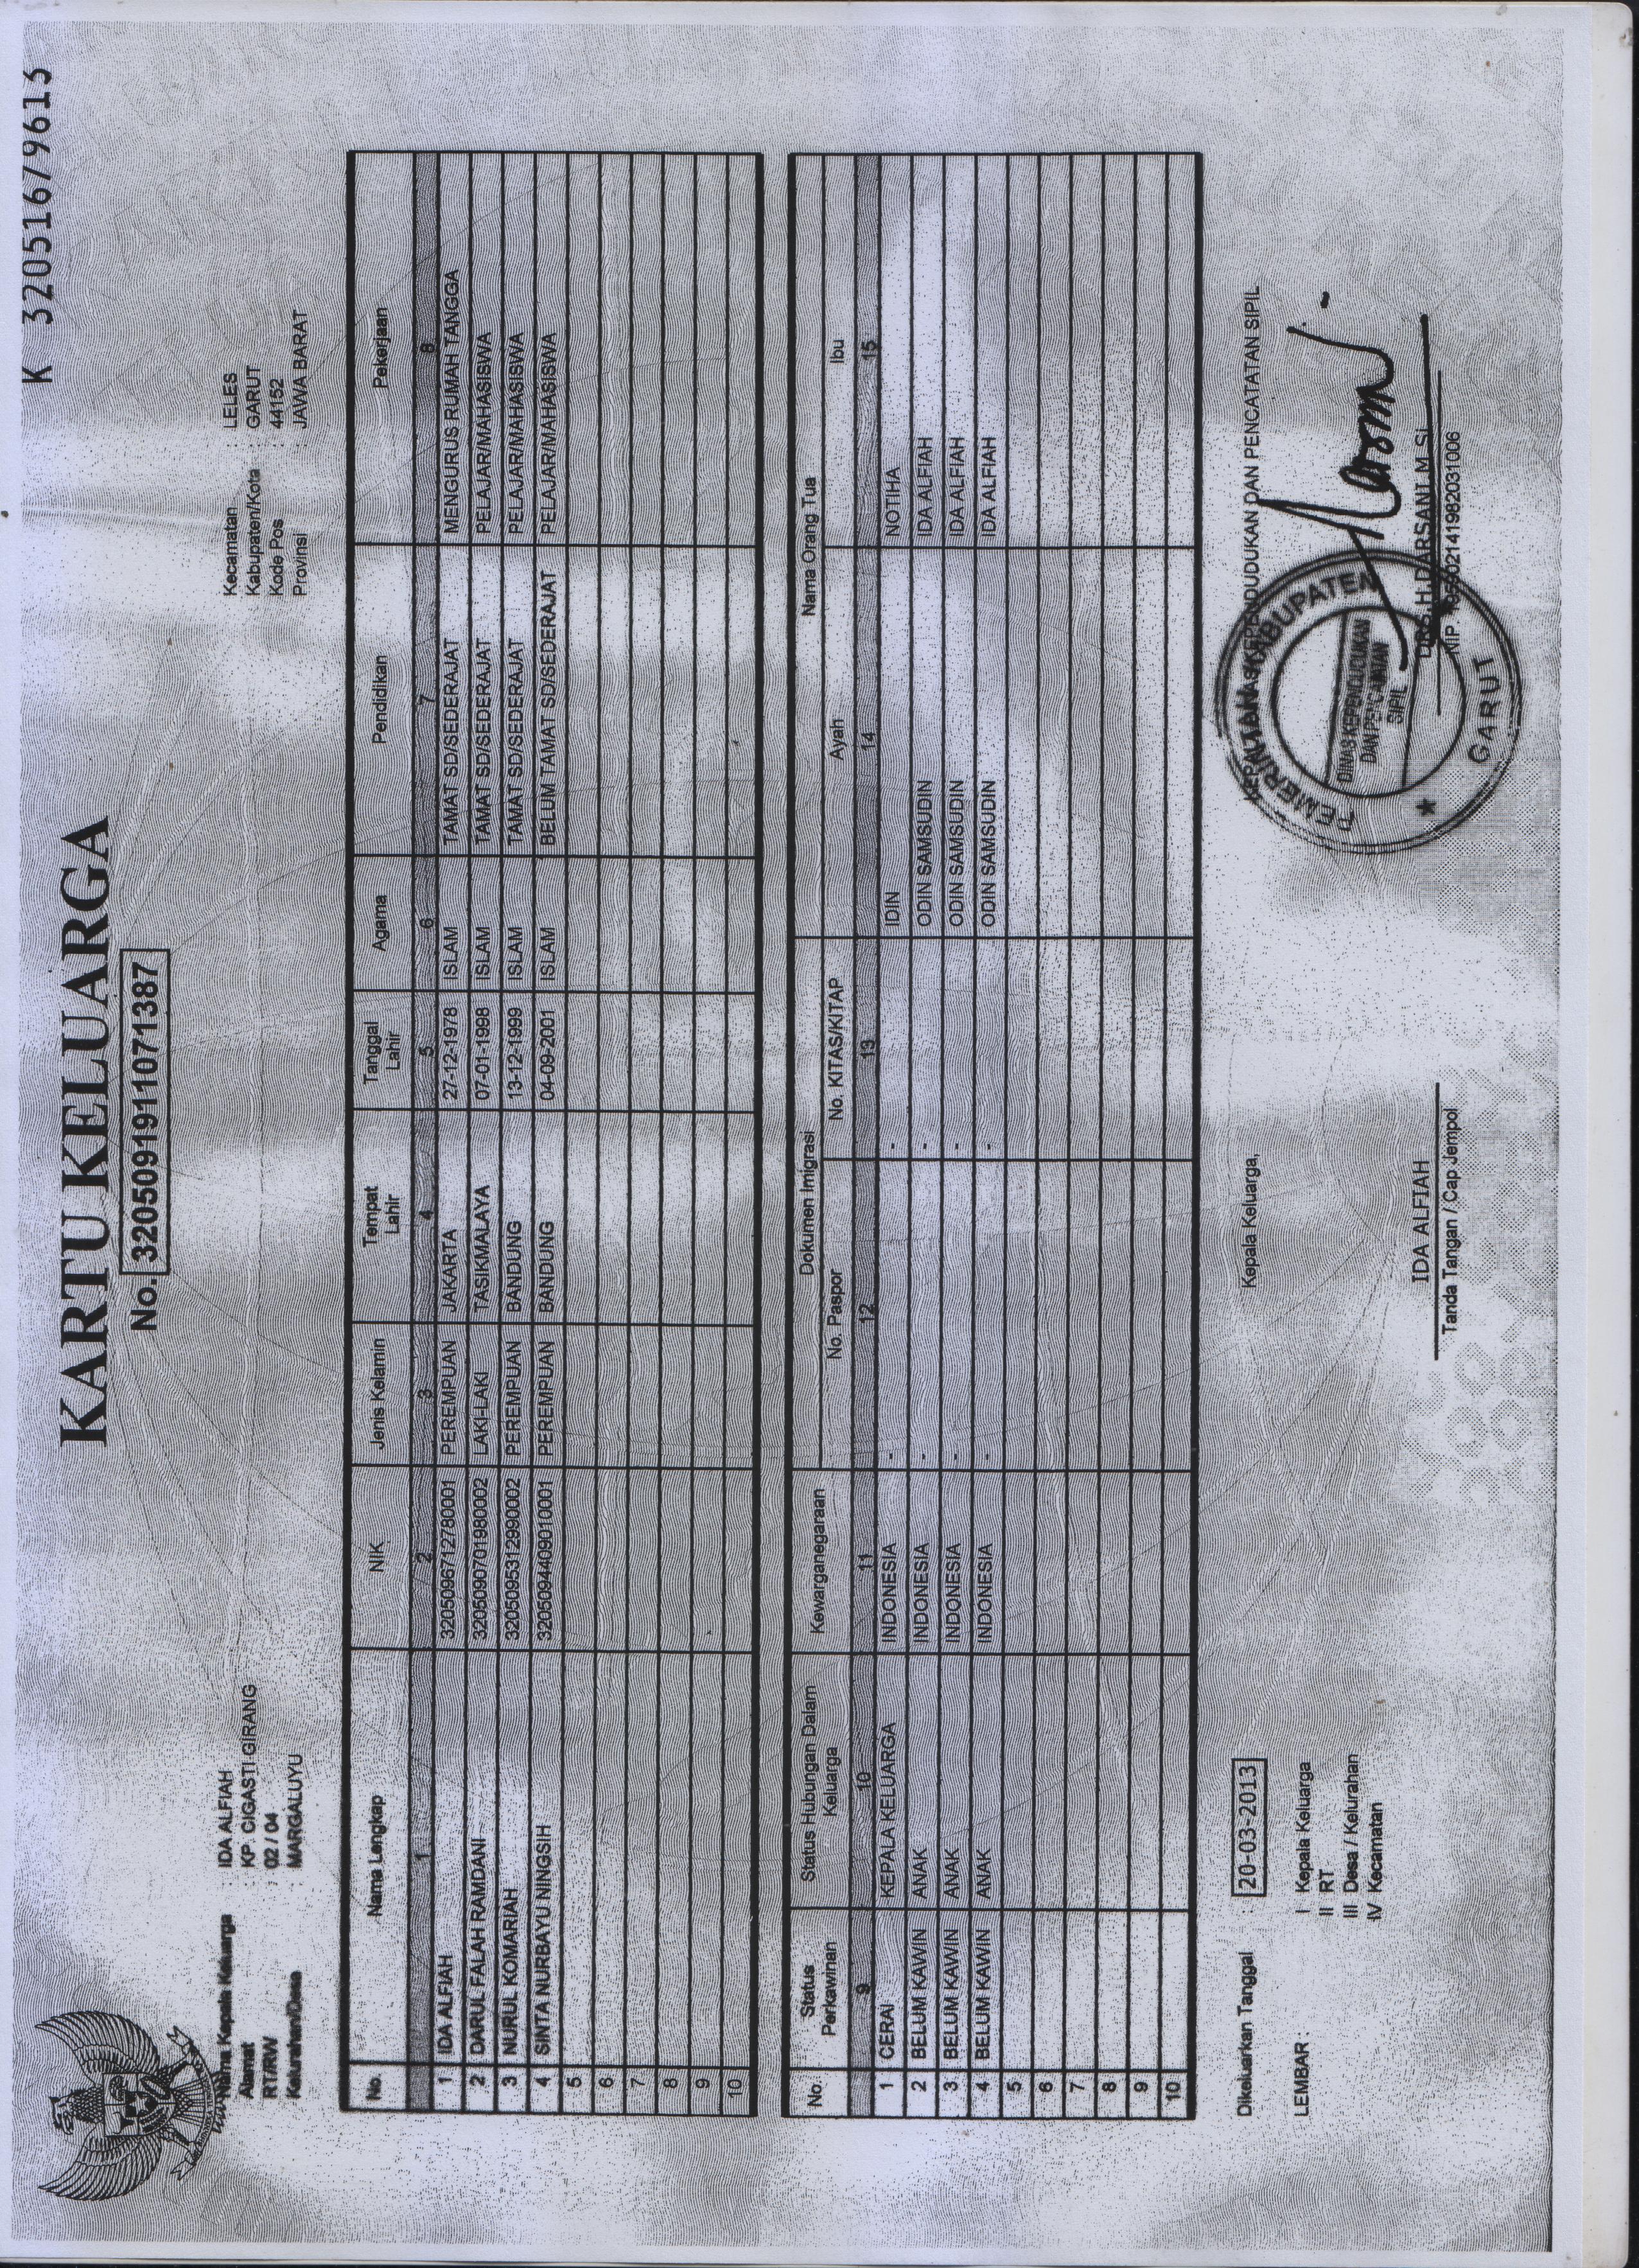 K 32051679613
KARTU KELUARGA
No. 3205091911071387
Nama Kepala Keluarga : IDA ALFIAH
Alamat : KP. CIGASTI GIRANG
RT/RW : 02 / 04
Kelurahan/Desa : MARGALUYU
Kecamatan : LELES
Kabupaten/Kota : GARUT
Kode Pos : 44152
Provinsi : JAWA BARAT
No. Nama Lengkap NIK Jenis Kelamin Tempat Lahir Tanggal Lahir Agama Pendidikan Pekerjaan
1 2 3 4 5 6 7 8
1 IDA ALFIAH 3205096712780001 PEREMPUAN JAKARTA 27-12-1978 ISLAM TAMAT SD/SEDERAJAT MENGURUS RUMAH TANGGA
2 DARUL FALAH RAMDANI 3205090701980002 LAKI-LAKI TASIKMALAYA 07-01-1998 ISLAM TAMAT SD/SEDERAJAT PELAJAR/MAHASISWA
3 NURUL KOMARIAH 3205095312990002 PEREMPUAN BANDUNG 13-12-1999 ISLAM TAMAT SD/SEDERAJAT PELAJAR/MAHASISWA
4 SINTA NURBAYU NINGSIH 3205094409010001 PEREMPUAN BANDUNG 04-09-2001 ISLAM BELUM TAMAT SD/SEDERAJAT PELAJAR/MAHASISWA
5
6
7
8
9
10
No. Status Perkawinan Status Hubungan Dalam Keluarga Kewarganegaraan Dokumen Imigrasi Nama Orang Tua
No. Paspor No. KITAS/KITAP Ayah Ibu
9 10 11 12 13 14 15
1 CERAI KEPALA KELUARGA INDONESIA - - IDIN NOTIHA
2 BELUM KAWIN ANAK INDONESIA - - ODIN SAMSUDIN IDA ALFIAH
3 BELUM KAWIN ANAK INDONESIA - - ODIN SAMSUDIN IDA ALFIAH
4 BELUM KAWIN ANAK INDONESIA - - ODIN SAMSUDIN IDA ALFIAH
5
6
7
8
9
10
Dikeluarkan Tanggal : 20-03-2013
LEMBAR : I Kepala Keluarga
II RT
III Desa / Kelurahan
IV Kecamatan
Kepala Keluarga,
IDA ALFIAH
Tanda Tangan / Cap Jempol
KEPALA DINAS KEPENDUDUKAN DAN PENCATATAN SIPIL
PEMERINTAH KABUPATEN
DINAS KEPENDUDUKAN
SIPIL
GARUT
DRS.H.DARSANI,M.SI
NIP.